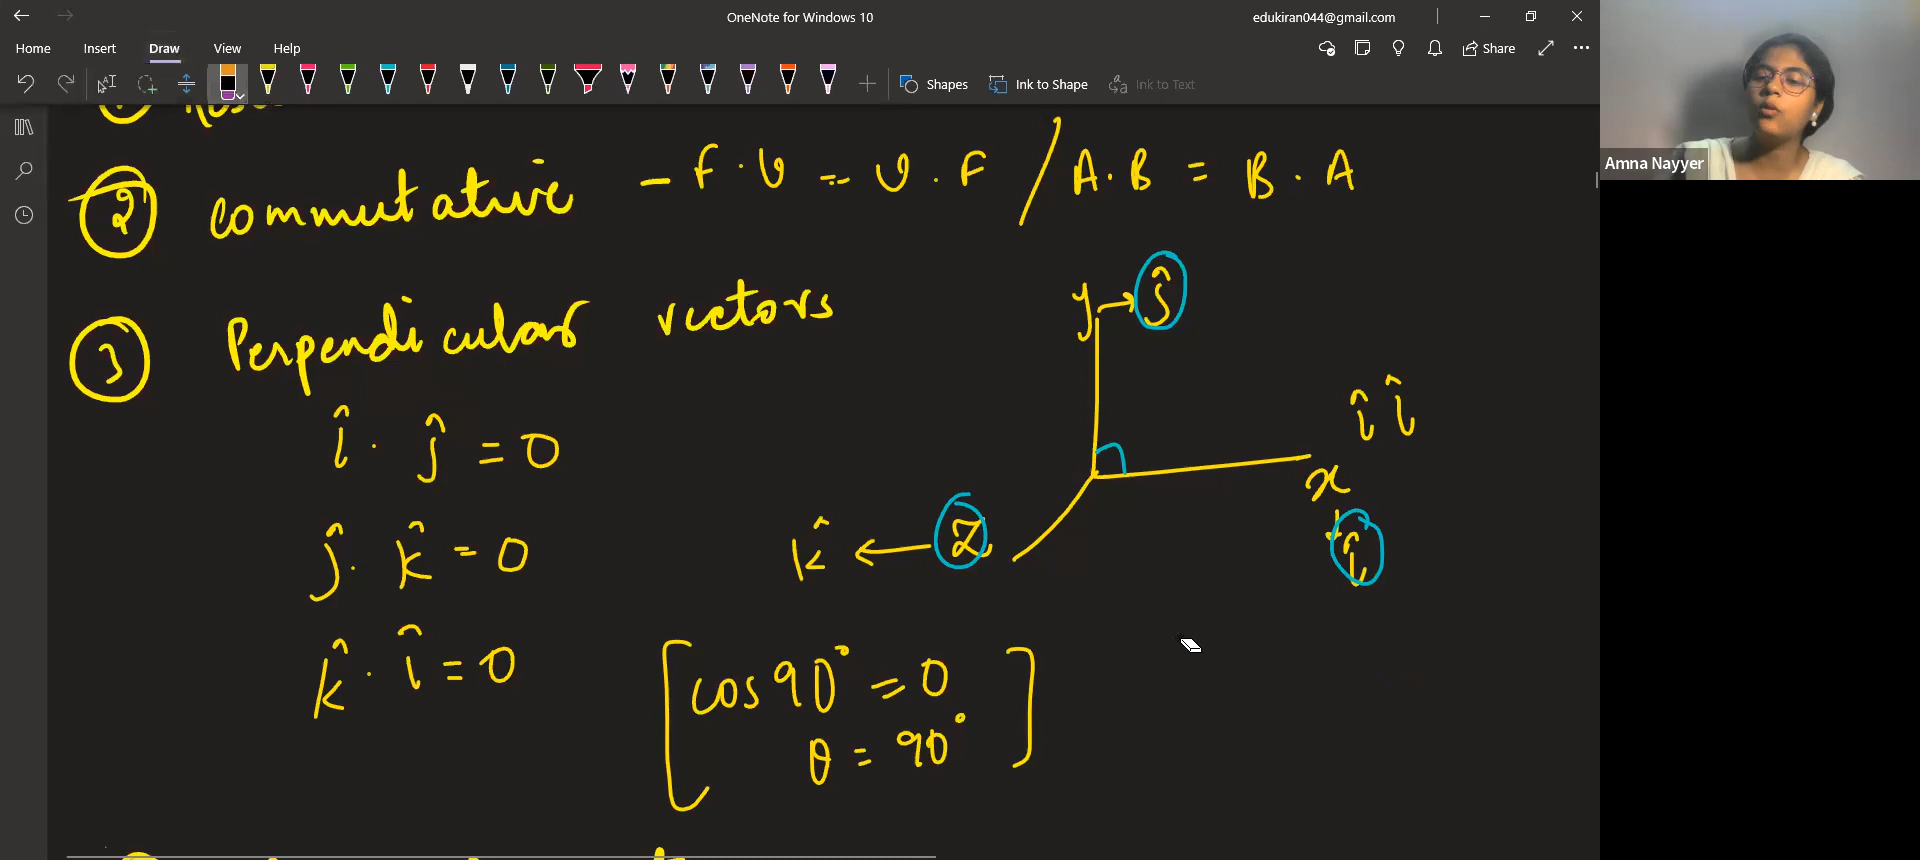 OneNote for Windows 10
edukiran044@gmail.com
Home Insert Draw View Help
Share
Shapes Ink to Shape Ink to Text
Amna Nayyer
② commutative - F · V = V . F / A . B = B . A
③ Perpendicular vectors
y → ĵ
î · ĵ = 0
î î
x
ĵ · k̂ = 0
k̂ ← Z
î
k̂ · î = 0
[cos 90° = 0
θ = 90°]